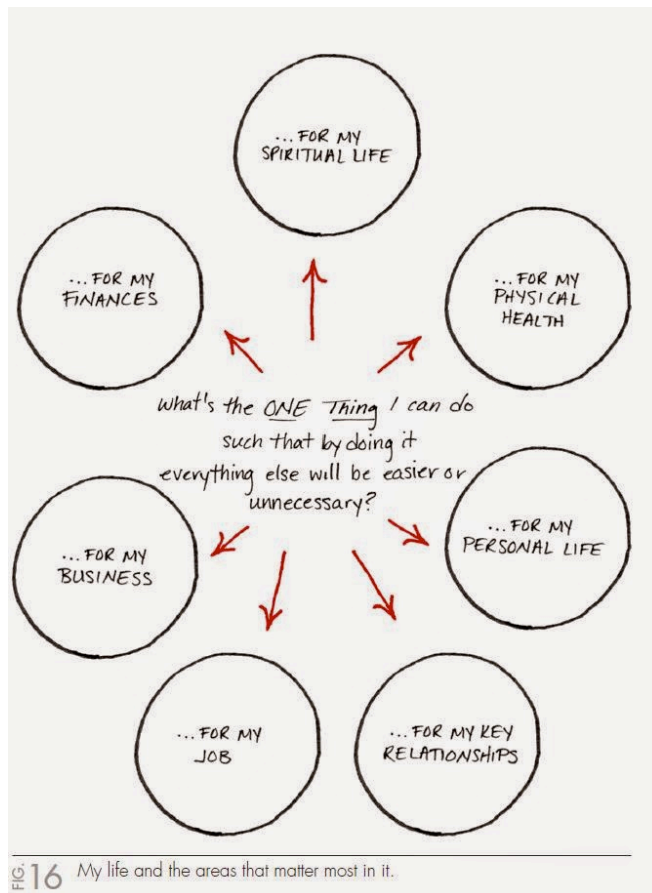 ...FOR MY
SPIRITUAL LIFE
...FOR MY
FINANCES
...FOR MY
PHYSICAL
HEALTH
What's the ONE Thing I can do
such that by doing it
everything else will be easier or
unnecessary?
...FOR MY
BUSINESS
...FOR MY
PERSONAL LIFE
...FOR MY
JOB
...FOR MY KEY
RELATIONSHIPS
FIG. 16 My life and the areas that matter most in it.